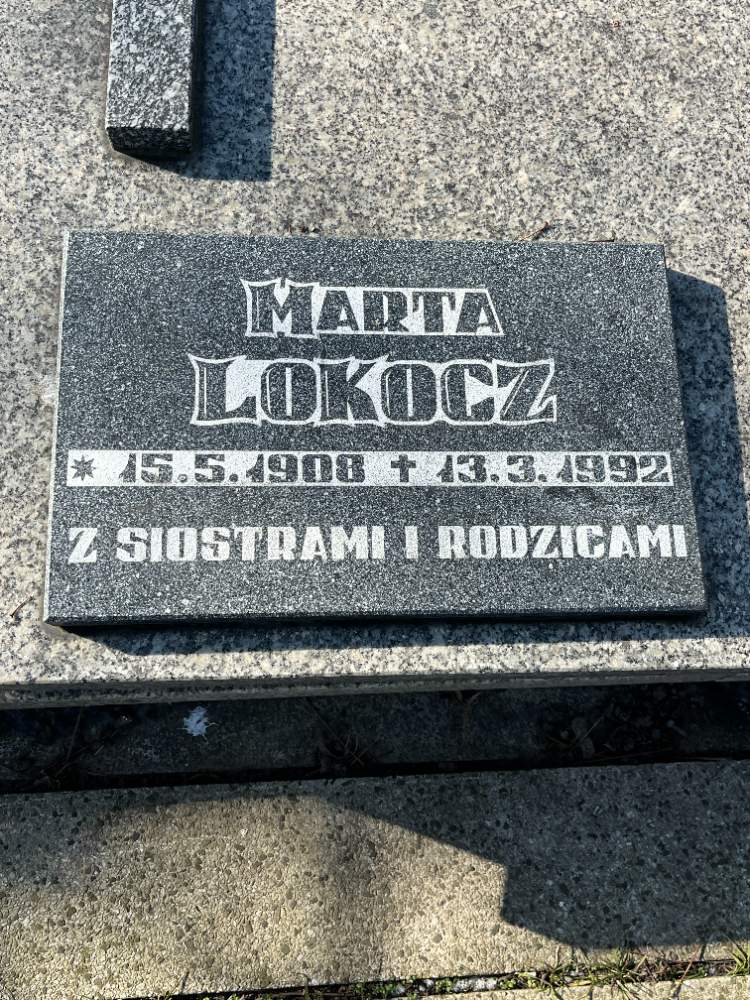 MARTA
LOKOCZ
* 15.5.1908 ✝ 13.3.1992
Z SIOSTRAMI I RODZICAMI